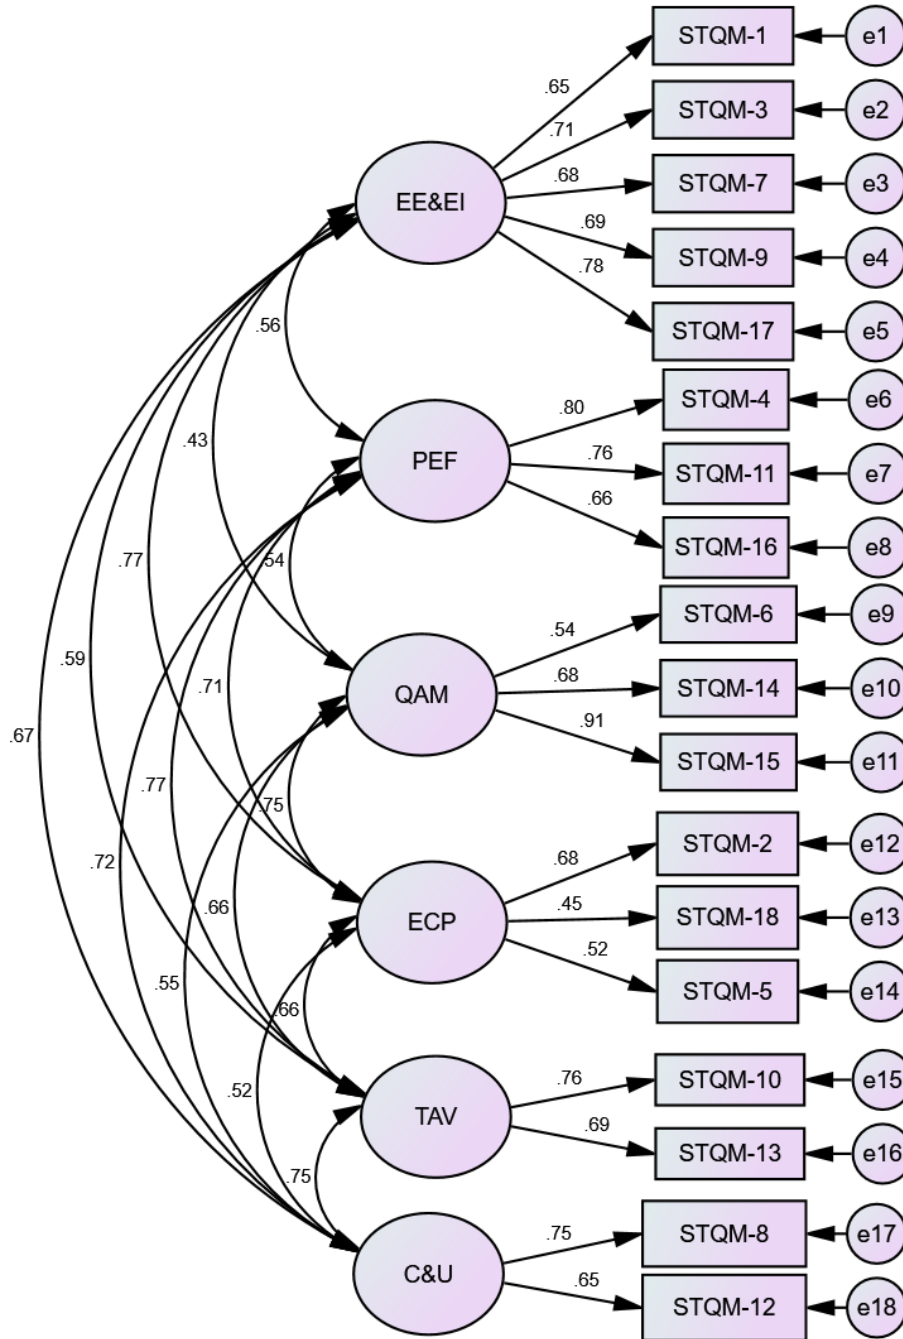 STQM-1 e1
.65
STQM-3 e2
.71
STQM-7 e3
.68
EE&EI
.69
STQM-9 e4
.78
STQM-17 e5
.56
STQM-4 e6
.80
.43
PEF
.76
STQM-11 e7
.66
.77
.54
STQM-16 e8
STQM-6 e9
.54
.59
.71
QAM
.68
STQM-14 e10
.67
.91
STQM-15 e11
.77
.75
STQM-2 e12
.72
.68
.66
ECP
.45
STQM-18 e13
.52
.55
STQM-5 e14
.66
STQM-10 e15
.52
.76
TAV
.69
STQM-13 e16
.75
STQM-8 e17
.75
C&U
.65
STQM-12 e18